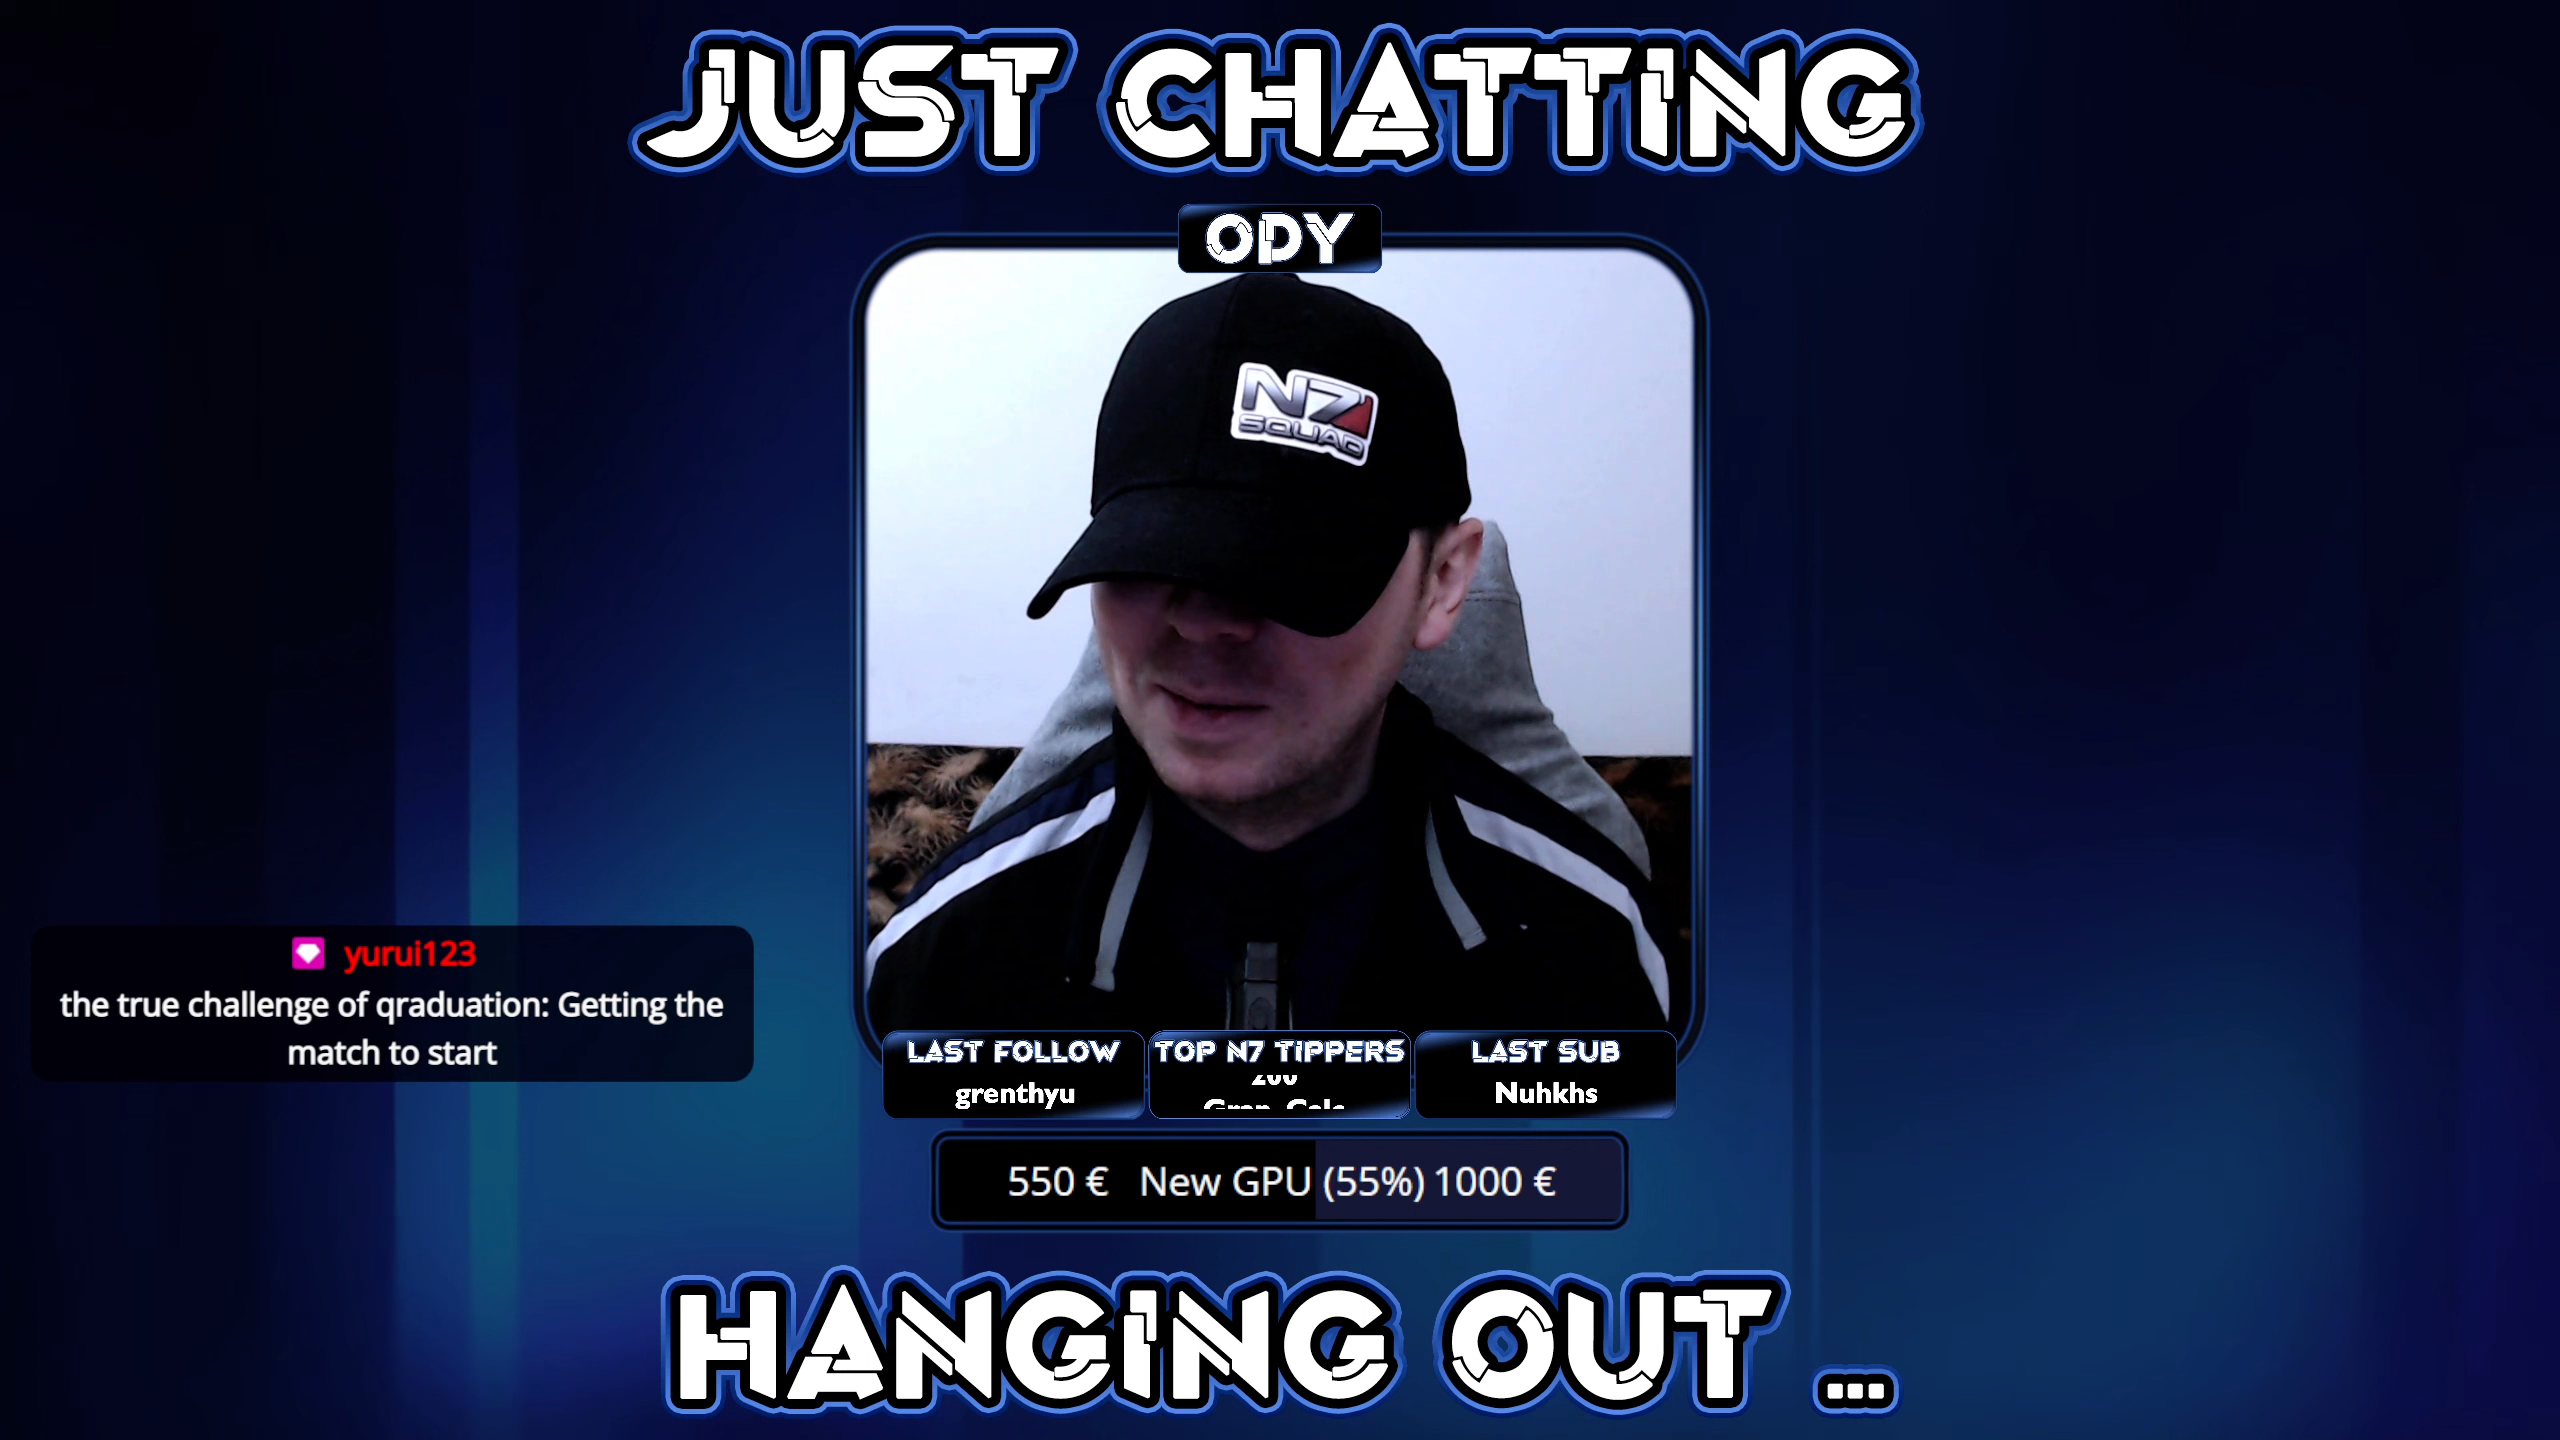 JUST CHATTING
ODY
N7
SQUAD
yurui123
the true challenge of qraduation: Getting the
match to start
LAST FOLLOW
grenthyu
TOP N7 TIPPERS
200
LAST SUB
Nuhkhs
550 € New GPU (55%) 1000 €
HANGING OUT ...